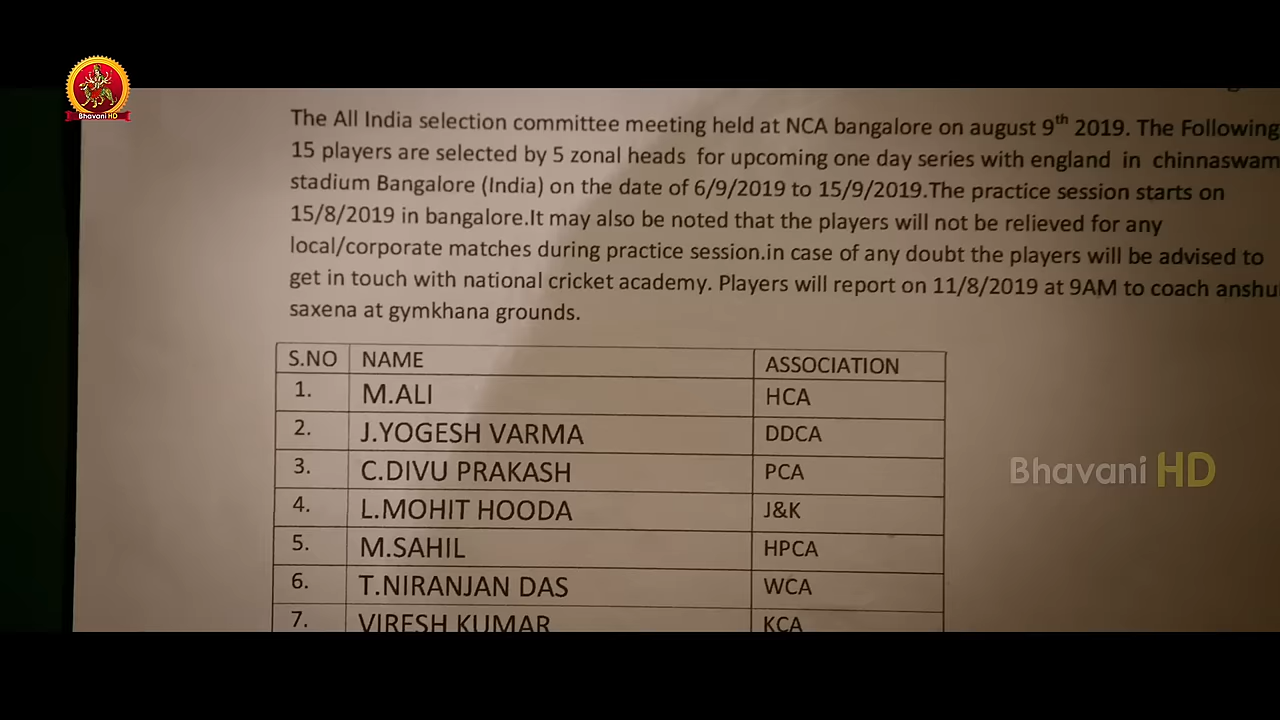 Bhavani HD
The All India selection committee meeting held at NCA bangalore on august 9th 2019. The Following
15 players are selected by 5 zonal heads for upcoming one day series with england in chinnaswam
stadium Bangalore (India) on the date of 6/9/2019 to 15/9/2019.The practice session starts on
15/8/2019 in bangalore.It may also be noted that the players will not be relieved for any
local/corporate matches during practice session.in case of any doubt the players will be advised to
get in touch with national cricket academy. Players will report on 11/8/2019 at 9AM to coach anshu
saxena at gymkhana grounds.
S.NO NAME ASSOCIATION
1. M.ALI HCA
2. J.YOGESH VARMA DDCA
3. C.DIVU PRAKASH PCA
4. L.MOHIT HOODA J&K
5. M.SAHIL HPCA
6. T.NIRANJAN DAS WCA
7. VIRESH KUMAR KCA
Bhavani HD